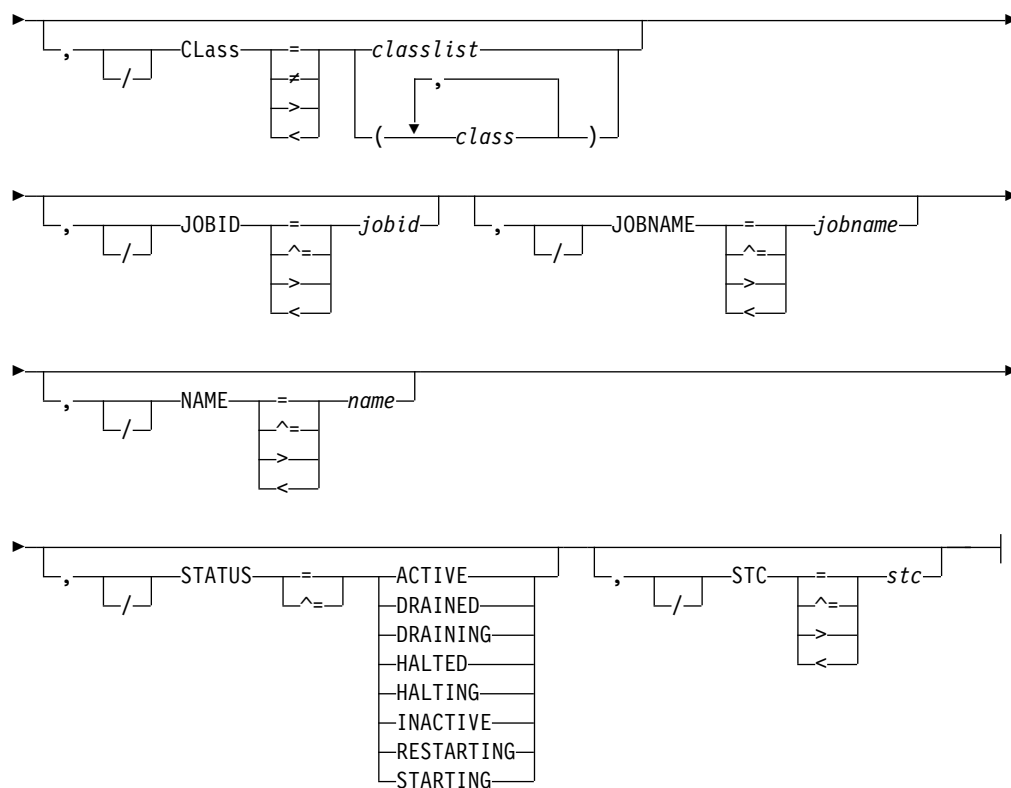 , / CLass = classlist
≠ ,
>
< ( class )
, / JOBID = jobid , / JOBNAME = jobname
^= ^=
> >
< <
, / NAME = name
^=
>
<
, / STATUS = ACTIVE , / STC = stc
^= DRAINED ^=
DRAINING >
HALTED <
HALTING
INACTIVE
RESTARTING
STARTING